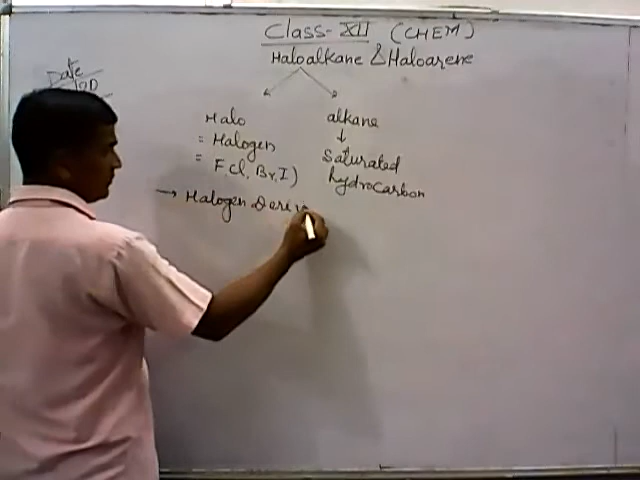 Class-XII (CHEM)
Haloalkane & Haloarene
Date
Halo
= Halogen
= F, Cl, Br, I)
alkane
↓
Saturated
hydrocarbon
→ Halogen Deri